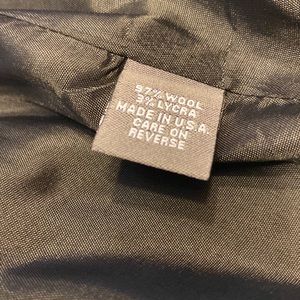 97% WOOL
3% LYCRA
MADE IN U.S.A.
CARE ON
REVERSE